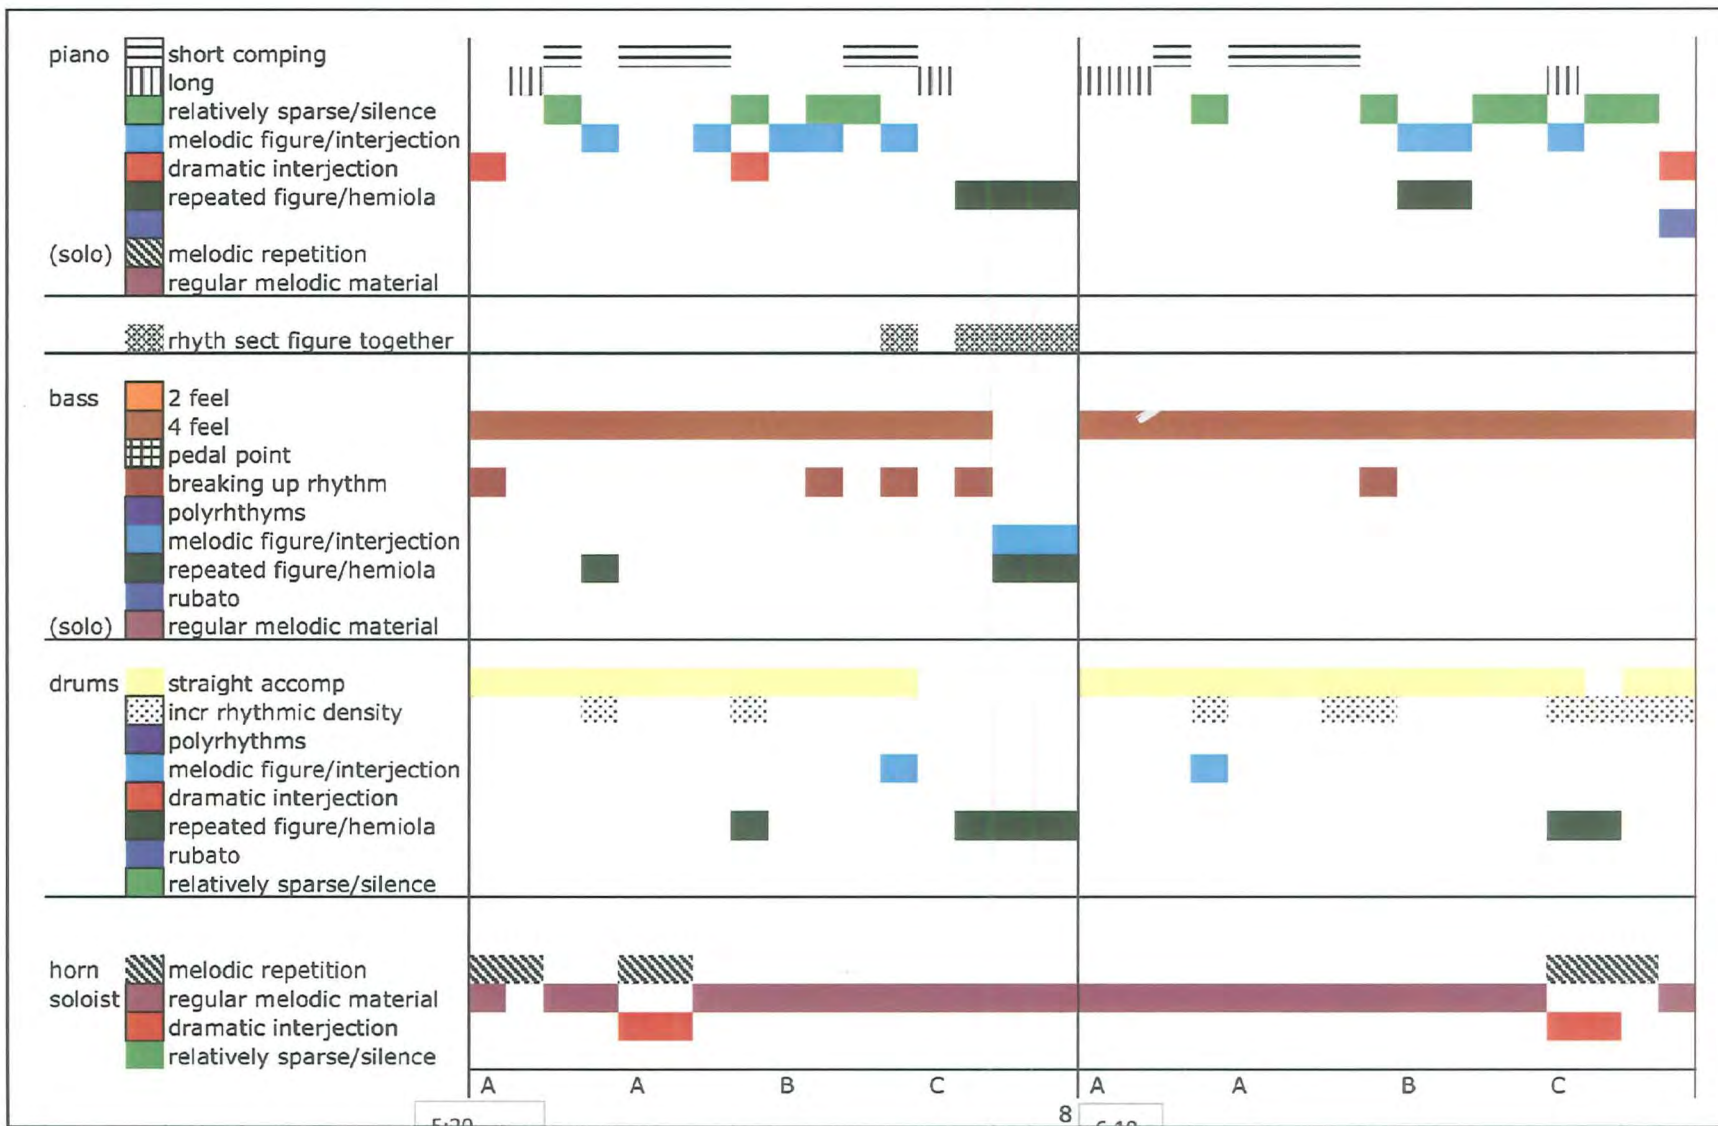 piano short comping
long
relatively sparse/silence
melodic figure/interjection
dramatic interjection
repeated figure/hemiola
(solo) melodic repetition
regular melodic material
rhyth sect figure together
bass 2 feel
4 feel
pedal point
breaking up rhythm
polyrhthyms
melodic figure/interjection
repeated figure/hemiola
rubato
(solo) regular melodic material
drums straight accomp
incr rhythmic density
polyrhythms
melodic figure/interjection
dramatic interjection
repeated figure/hemiola
rubato
relatively sparse/silence
horn melodic repetition
soloist regular melodic material
dramatic interjection
relatively sparse/silence
A A B C A A B C
8